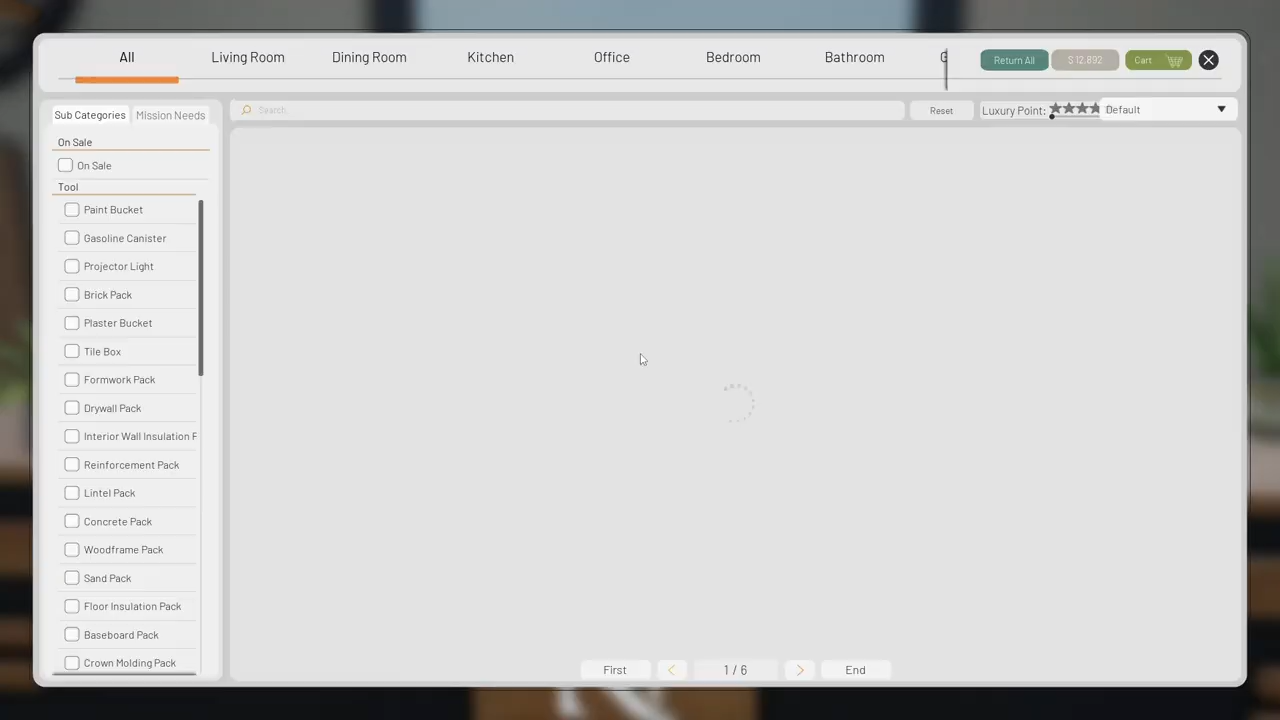 All
Living Room
Dining Room
Kitchen
Office
Bedroom
Bathroom
Return All
$ 12,892
Cart
Sub Categories
Mission Needs
Search
Reset
Luxury Point:
Default
On Sale
On Sale
Tool
Paint Bucket
Gasoline Canister
Projector Light
Brick Pack
Plaster Bucket
Tile Box
Formwork Pack
Drywall Pack
Interior Wall Insulation
Reinforcement Pack
Lintel Pack
Concrete Pack
Woodframe Pack
Sand Pack
Floor Insulation Pack
Baseboard Pack
Crown Molding Pack
First
1 / 6
End